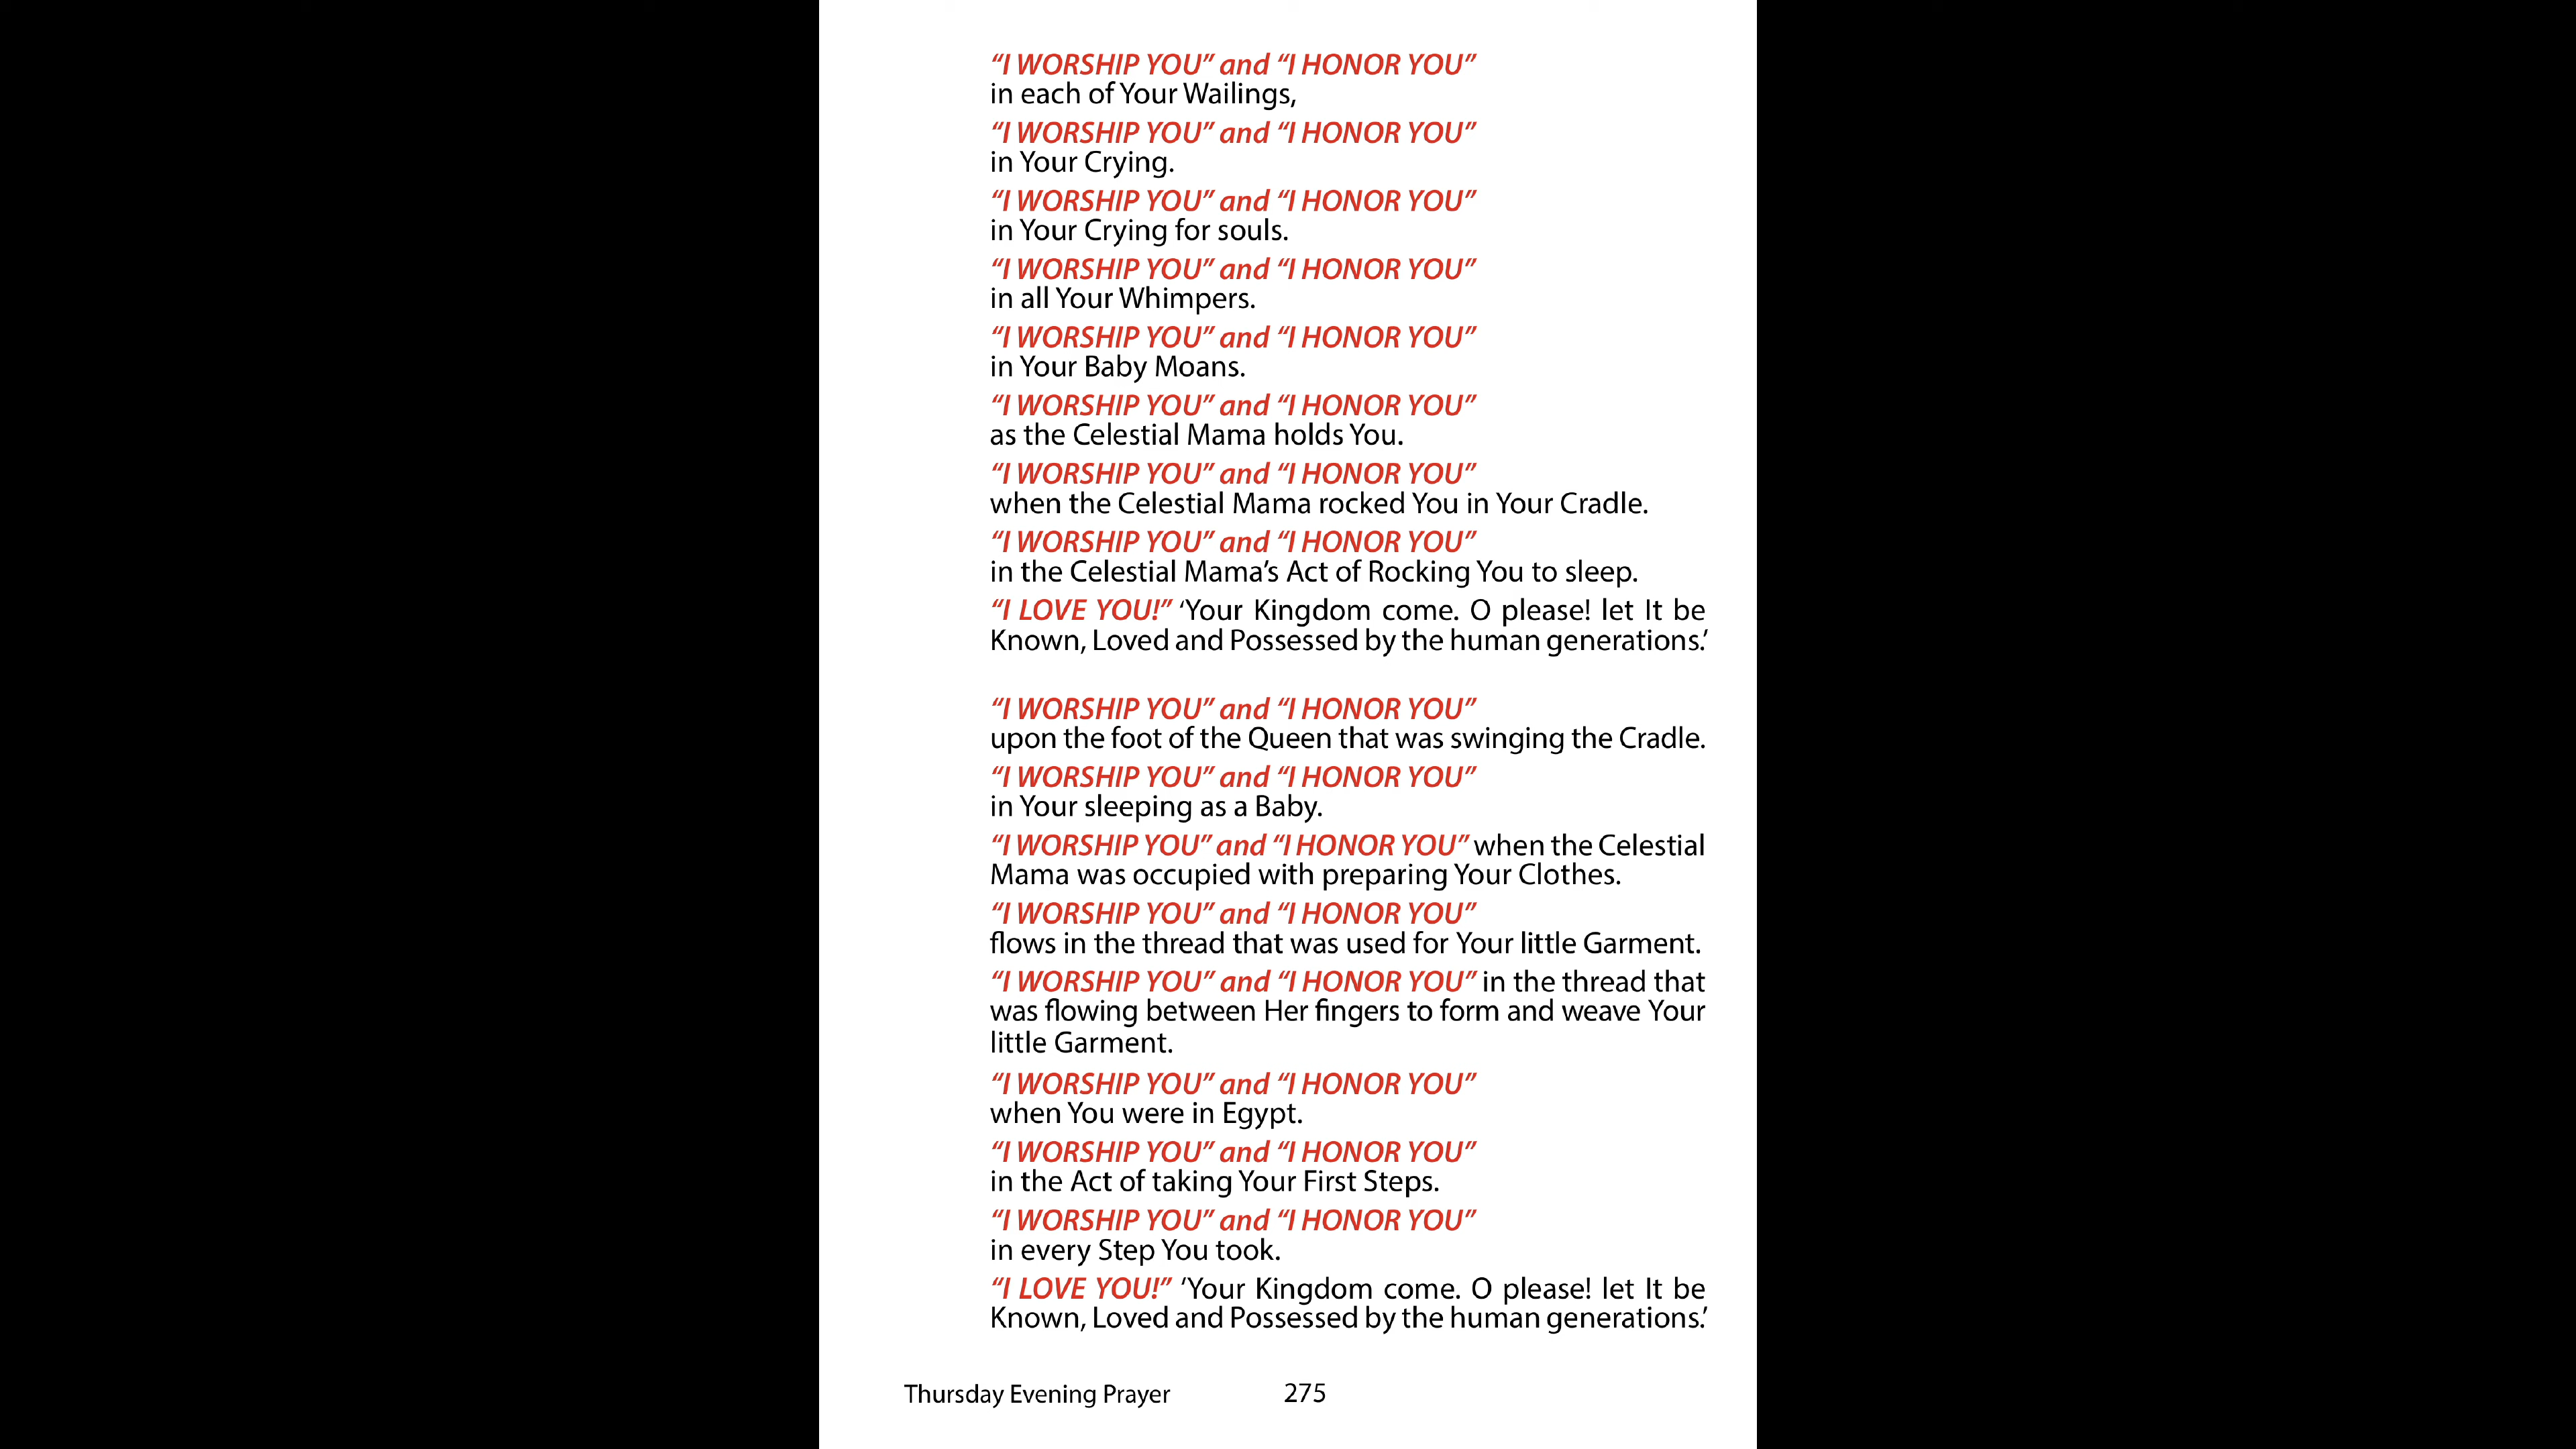 “I WORSHIP YOU” and “I HONOR YOU”
in each of Your Wailings,
“I WORSHIP YOU” and “I HONOR YOU”
in Your Crying.
“I WORSHIP YOU” and “I HONOR YOU”
in Your Crying for souls.
“I WORSHIP YOU” and “I HONOR YOU”
in all Your Whimpers.
“I WORSHIP YOU” and “I HONOR YOU”
in Your Baby Moans.
“I WORSHIP YOU” and “I HONOR YOU”
as the Celestial Mama holds You.
“I WORSHIP YOU” and “I HONOR YOU”
when the Celestial Mama rocked You in Your Cradle.
“I WORSHIP YOU” and “I HONOR YOU”
in the Celestial Mama’s Act of Rocking You to sleep.
“I LOVE YOU!” ‘Your Kingdom come. O please! let It be
Known, Loved and Possessed by the human generations.’
“I WORSHIP YOU” and “I HONOR YOU”
upon the foot of the Queen that was swinging the Cradle.
“I WORSHIP YOU” and “I HONOR YOU”
in Your sleeping as a Baby.
“I WORSHIP YOU” and “I HONOR YOU” when the Celestial
Mama was occupied with preparing Your Clothes.
“I WORSHIP YOU” and “I HONOR YOU”
flows in the thread that was used for Your little Garment.
“I WORSHIP YOU” and “I HONOR YOU” in the thread that
was flowing between Her fingers to form and weave Your
little Garment.
“I WORSHIP YOU” and “I HONOR YOU”
when You were in Egypt.
“I WORSHIP YOU” and “I HONOR YOU”
in the Act of taking Your First Steps.
“I WORSHIP YOU” and “I HONOR YOU”
in every Step You took.
“I LOVE YOU!” ‘Your Kingdom come. O please! let It be
Known, Loved and Possessed by the human generations.’
Thursday Evening Prayer 275